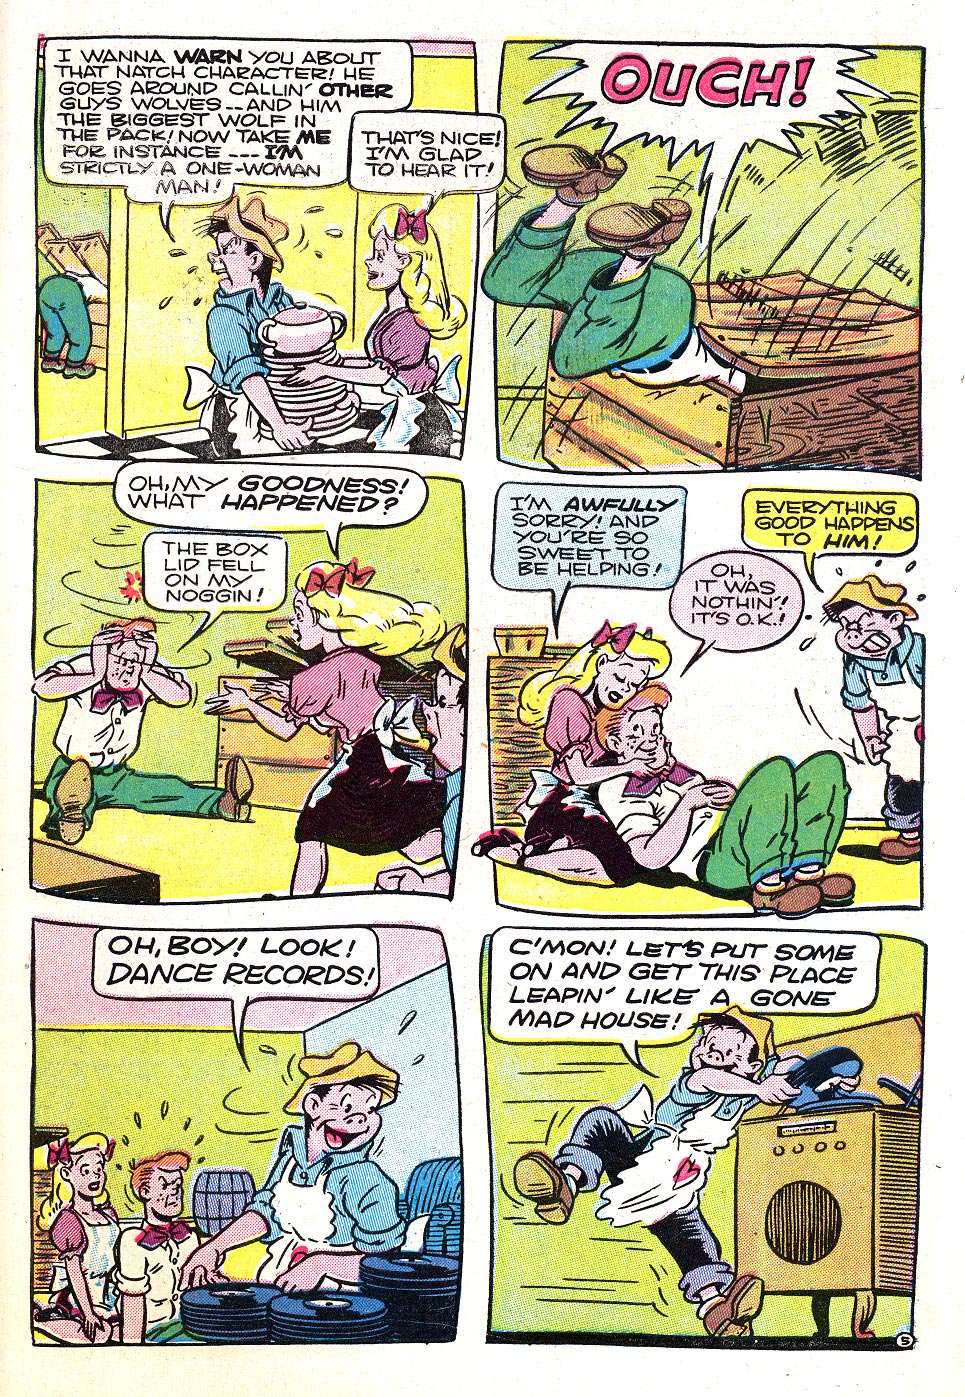 I WANNA WARN YOU ABOUT
THAT NATCH CHARACTER! HE
GOES AROUND CALLIN' OTHER
GUYS WOLVES -- AND HIM
THE BIGGEST WOLF IN
THE PACK! NOW TAKE ME
FOR INSTANCE --- I'M
STRICTLY A ONE-WOMAN
MAN!
THAT'S NICE!
I'M GLAD
TO HEAR IT!
OUCH!
OH, MY GOODNESS!
WHAT HAPPENED?
THE BOX
LID FELL
ON MY
NOGGIN!
I'M AWFULLY
SORRY! AND
YOU'RE SO
SWEET TO
BE HELPING!
OH,
IT WAS
NOTHIN'!
IT'S O.K.!
EVERYTHING
GOOD HAPPENS
TO HIM!
OH, BOY! LOOK!
DANCE RECORDS!
C'MON! LET'S PUT SOME
ON AND GET THIS PLACE
LEAPIN' LIKE A GONE
MAD HOUSE!
5